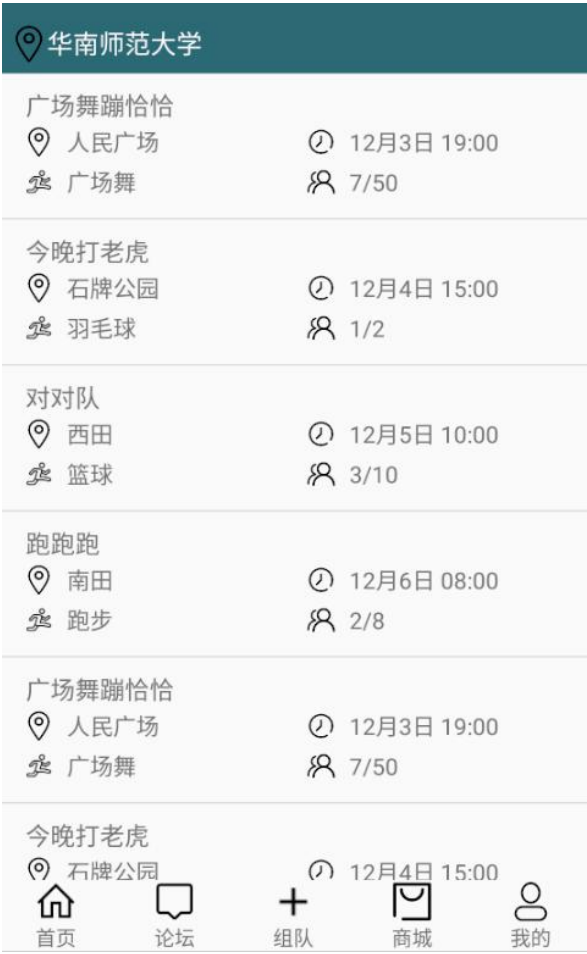 华南师范大学
广场舞蹦恰恰
人民广场 12月3日 19:00
广场舞 7/50
今晚打老虎
石牌公园 12月4日 15:00
羽毛球 1/2
对对队
西田 12月5日 10:00
篮球 3/10
跑跑跑
南田 12月6日 08:00
跑步 2/8
广场舞蹦恰恰
人民广场 12月3日 19:00
广场舞 7/50
今晚打老虎
石牌公园 12月4日 15:00
首页 论坛 组队 商城 我的